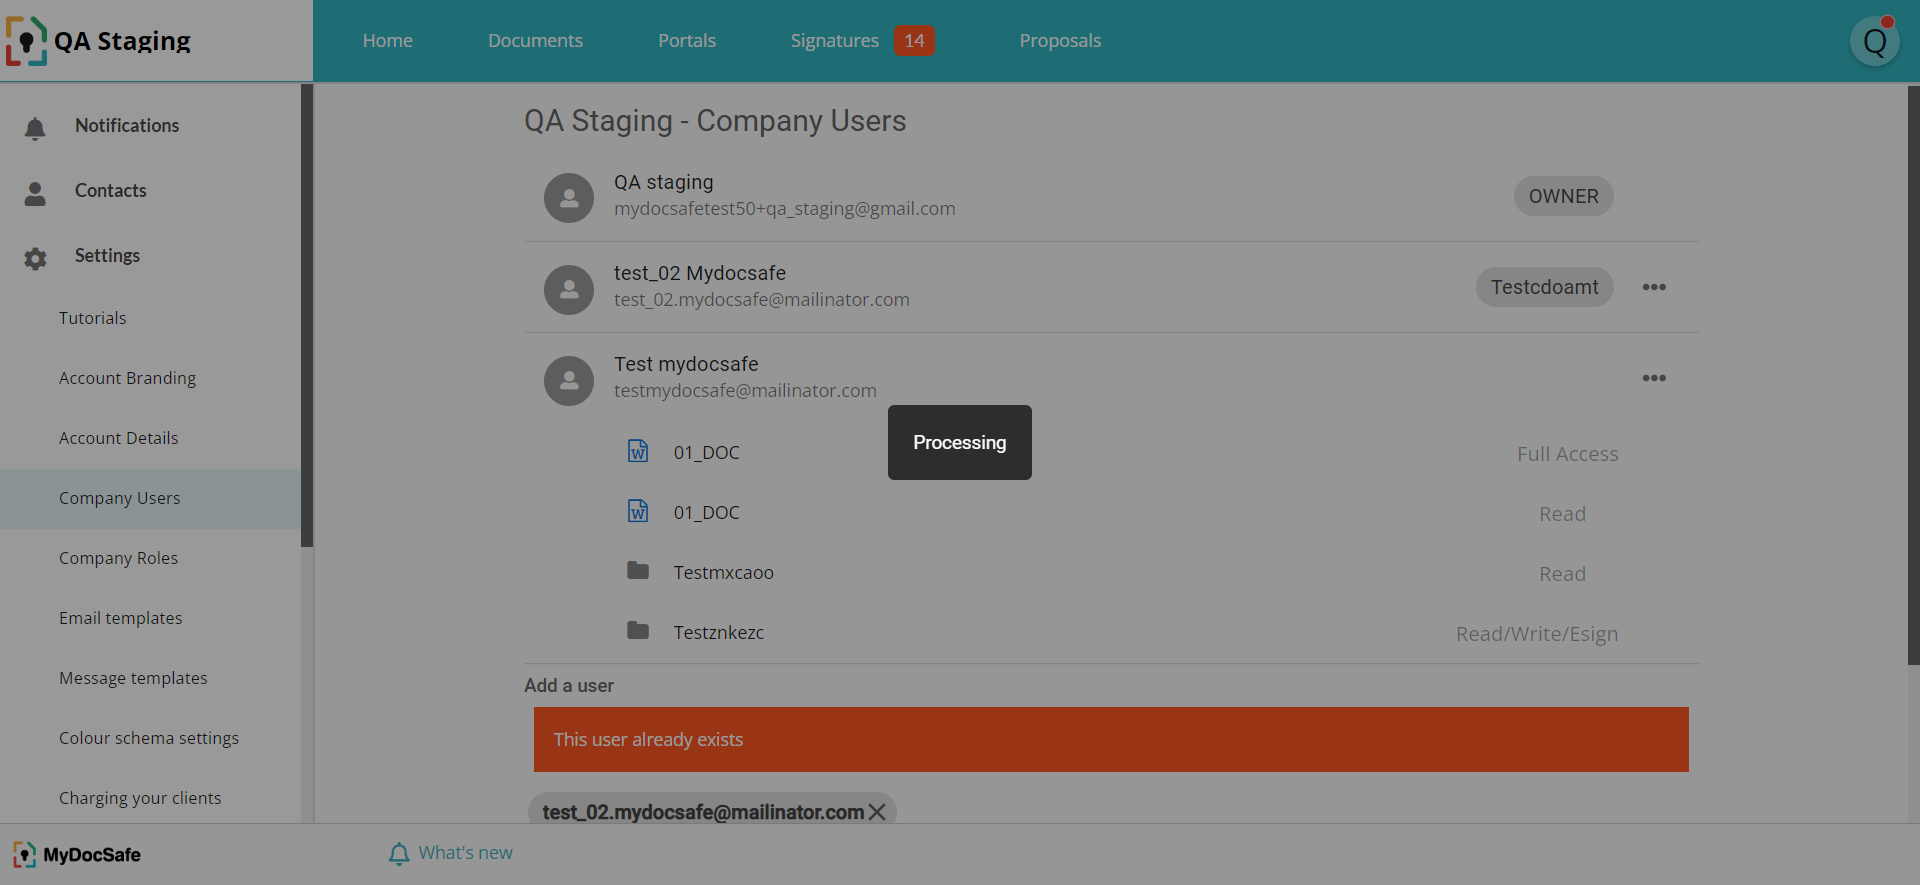 QA Staging
Home
Documents
Portals
Signatures 14
Proposals
Q
Notifications
Contacts
Settings
Tutorials
Account Branding
Account Details
Company Users
Company Roles
Email templates
Message templates
Colour schema settings
Charging your clients
QA Staging - Company Users
QA staging
mydocsafetest50+qa_staging@gmail.com
OWNER
test_02 Mydocsafe
test_02.mydocsafe@mailinator.com
Testcdoamt
Test mydocsafe
testmydocsafe@mailinator.com
Processing
01_DOC
Full Access
01_DOC
Read
Testmxcaoo
Read
Testznkezc
Read/Write/Esign
Add a user
This user already exists
test_02.mydocsafe@mailinator.com
MyDocSafe
What's new